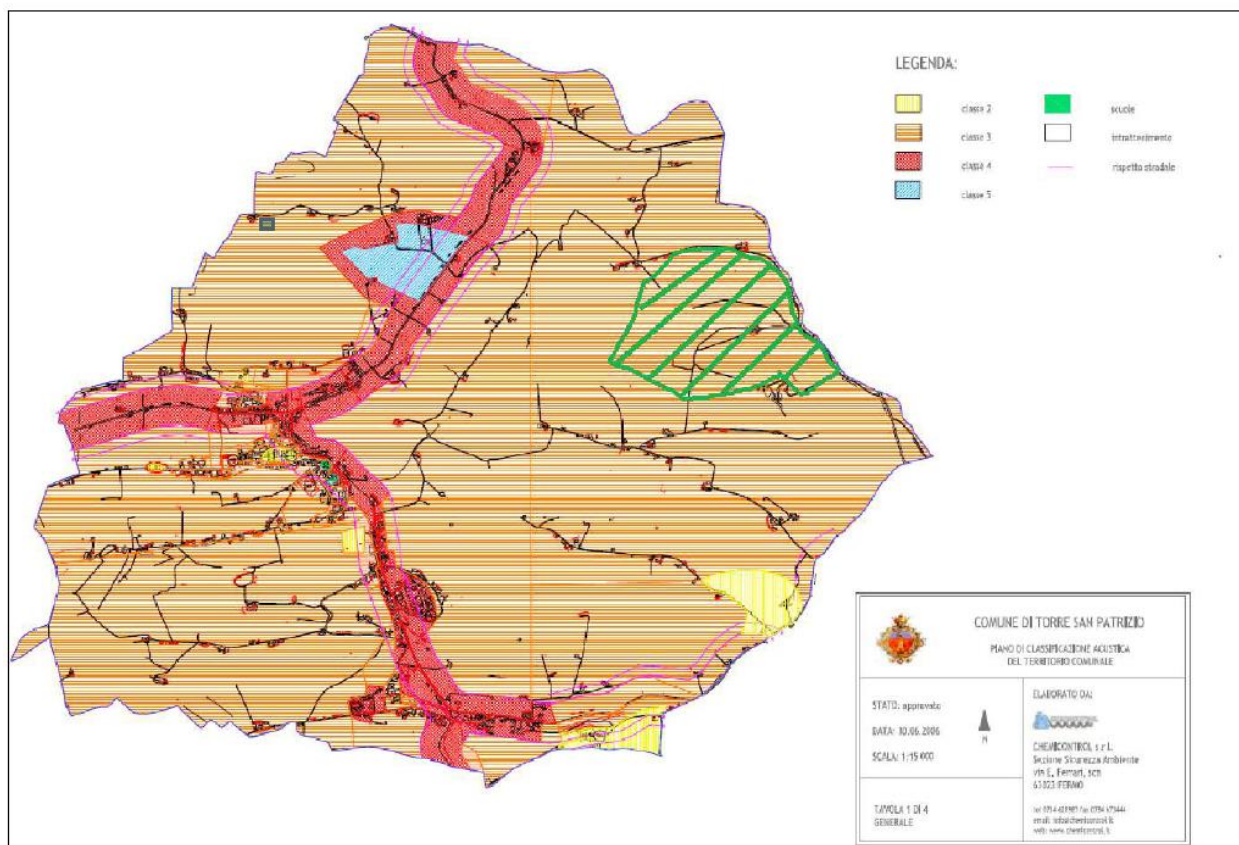 LEGENDA:
classe 2
classe 3
classe 4
classe 5
scuole
intrattenimento
rispetto stradale
COMUNE DI TORRE SAN PATRIZIO
PIANO DI CLASSIFICAZIONE ACUSTICA
DEL TERRITORIO COMUNALE
STATO: approvato
DATA: 30.06.2006
SCALA: 1:15 000
N
TAVOLA 1 DI 4
GENERALE
ELABORATO DA:
CHEMICONTROL s.r.l.
Sezione Sicurezza Ambiente
via E. Fermi, scn
63023 FERMO